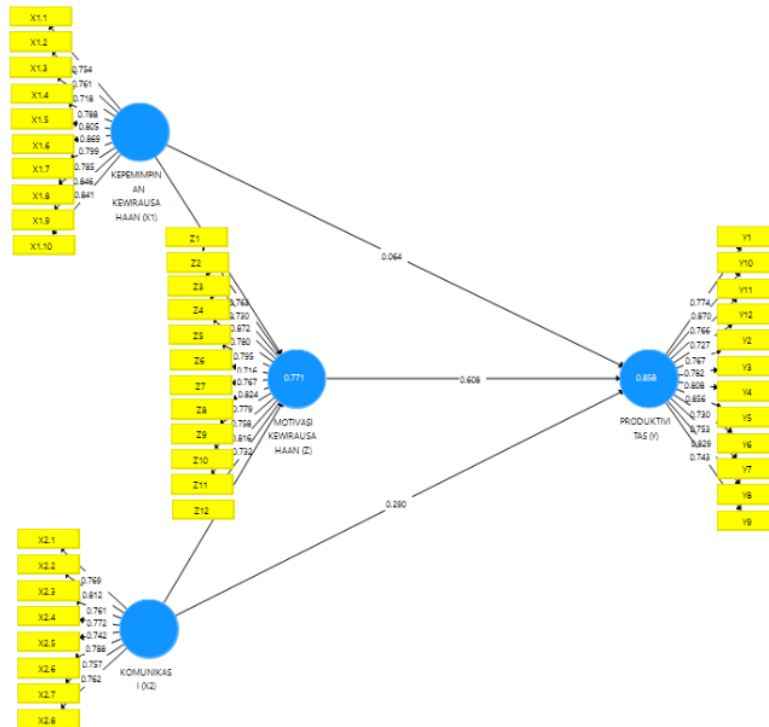 X1.1
X1.2
X1.3
X1.4
X1.5
X1.6
X1.7
X1.8
X1.9
X1.10
0.754
0.761
0.718
0.788
0.805
0.869
0.799
0.785
0.846
0.841
KEPEMIMPIN
AN
KEWIRAUSA
HAAN (X1)
Z1
Z2
Z3
Z4
Z5
Z6
Z7
Z8
Z9
Z10
Z11
Z12
0.763
0.730
0.872
0.780
0.795
0.716
0.767
0.824
0.779
0.758
0.816
0.732
0.771
MOTIVASI
KEWIRAUSA
HAAN (Z)
0.064
0.608
0.280
0.858
PRODUKTIVI
TAS (Y)
0.774
0.870
0.766
0.727
0.767
0.782
0.808
0.856
0.730
0.753
0.829
0.743
Y1
Y10
Y11
Y12
Y2
Y3
Y4
Y5
Y6
Y7
Y8
Y9
X2.1
X2.2
X2.3
X2.4
X2.5
X2.6
X2.7
X2.8
0.769
0.812
0.761
0.772
0.742
0.788
0.757
0.762
KOMUNIKAS
I (X2)